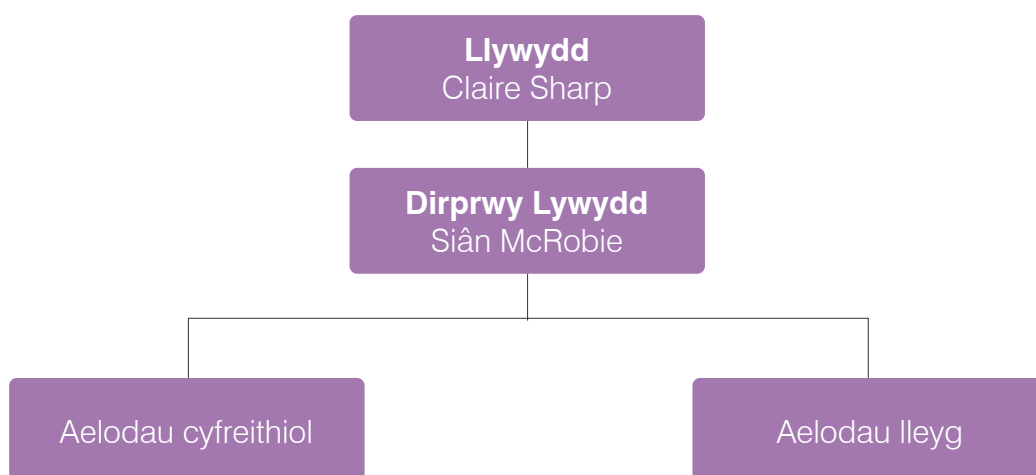 Llywydd
Claire Sharp
Dirprwy Lywydd
Siân McRobie
Aelodau cyfreithiol
Aelodau lleyg